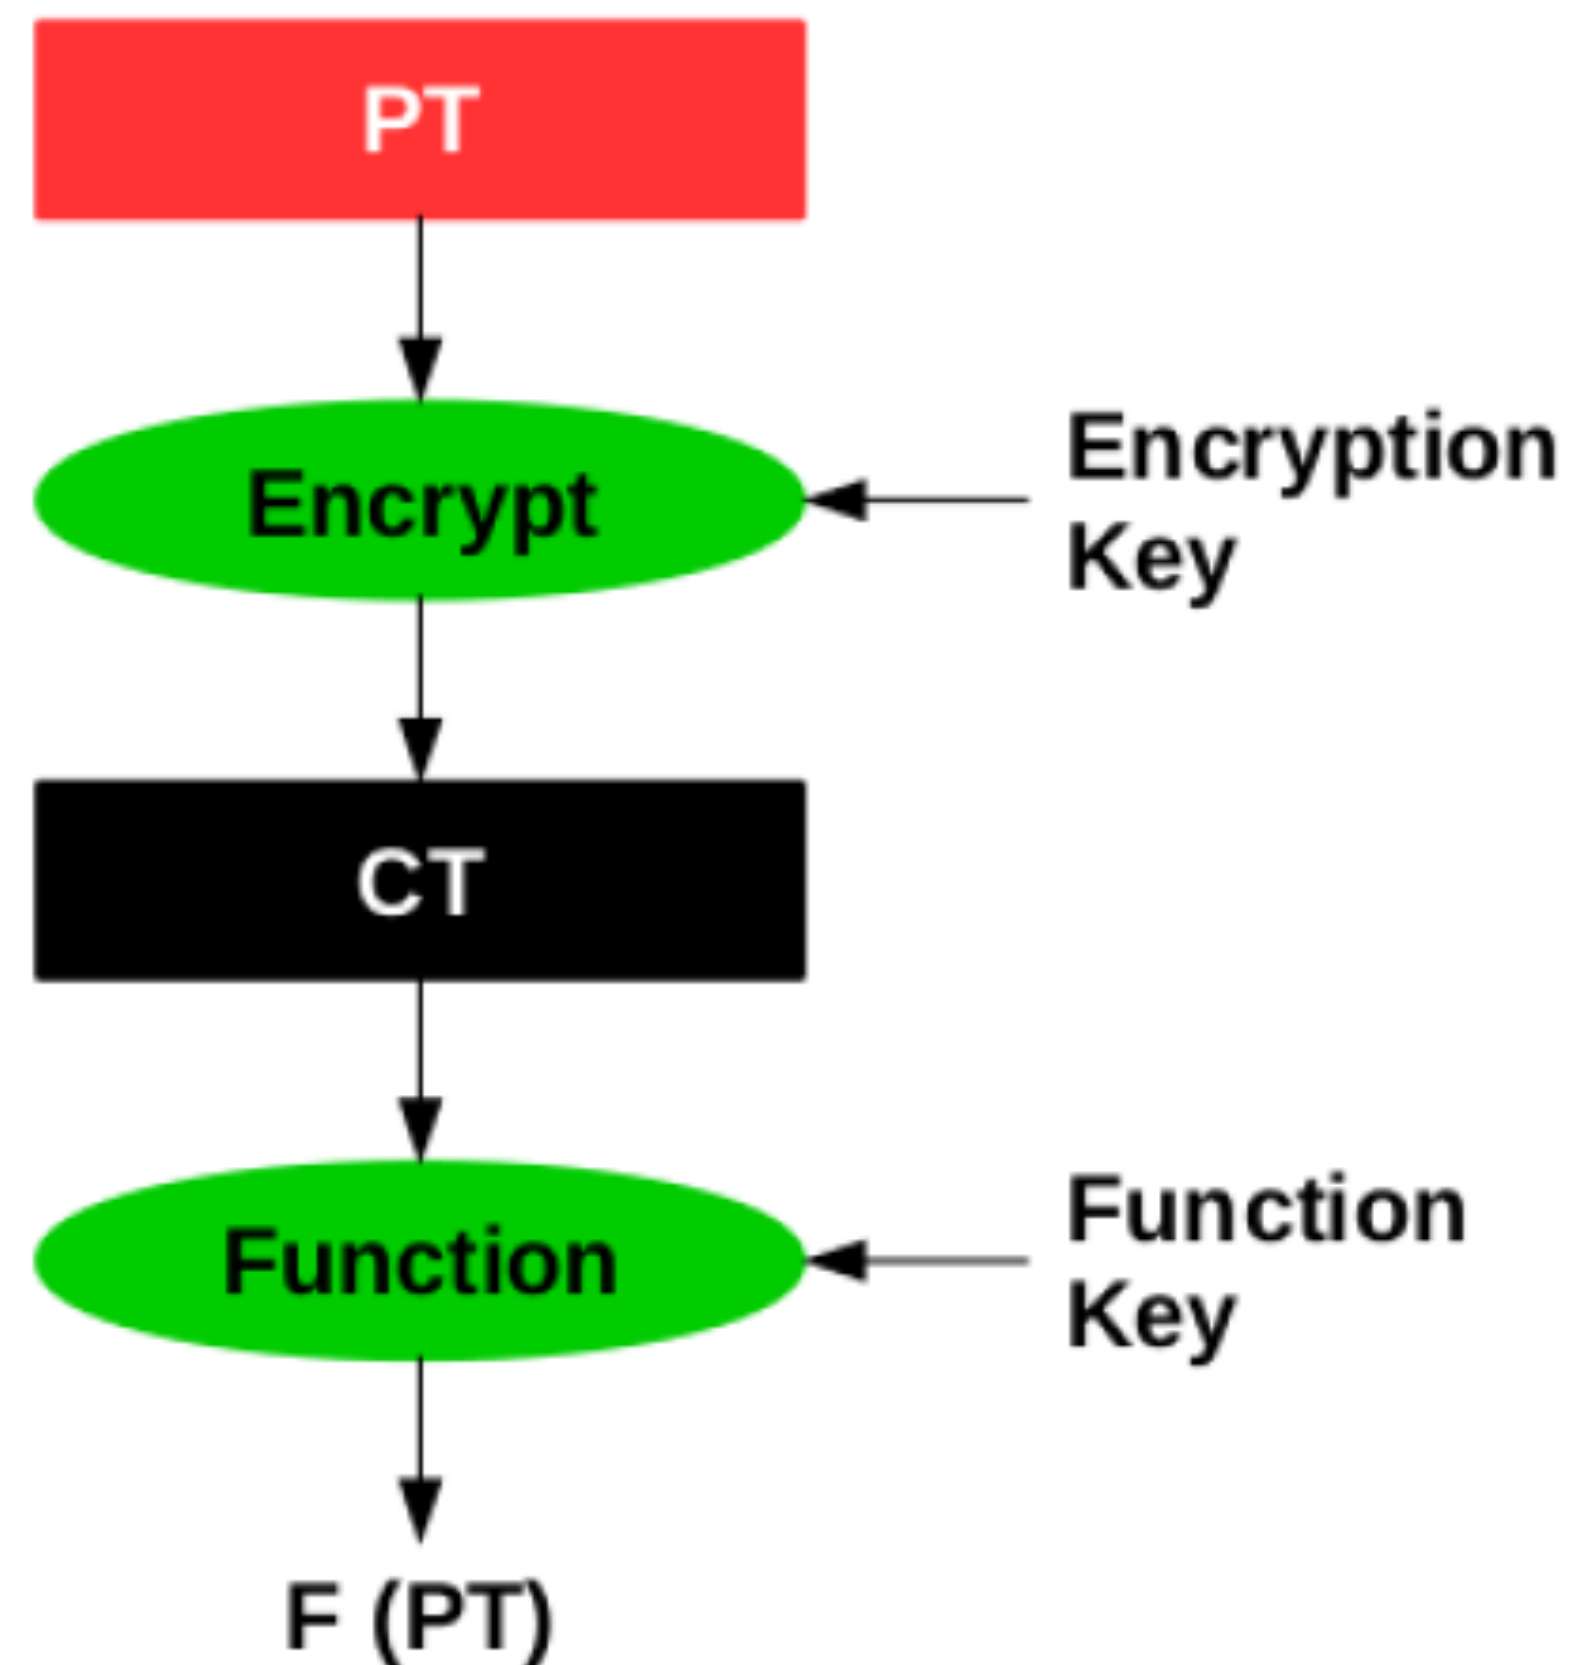 PT
Encrypt
Encryption
Key
CT
Function
Function
Key
F (PT)